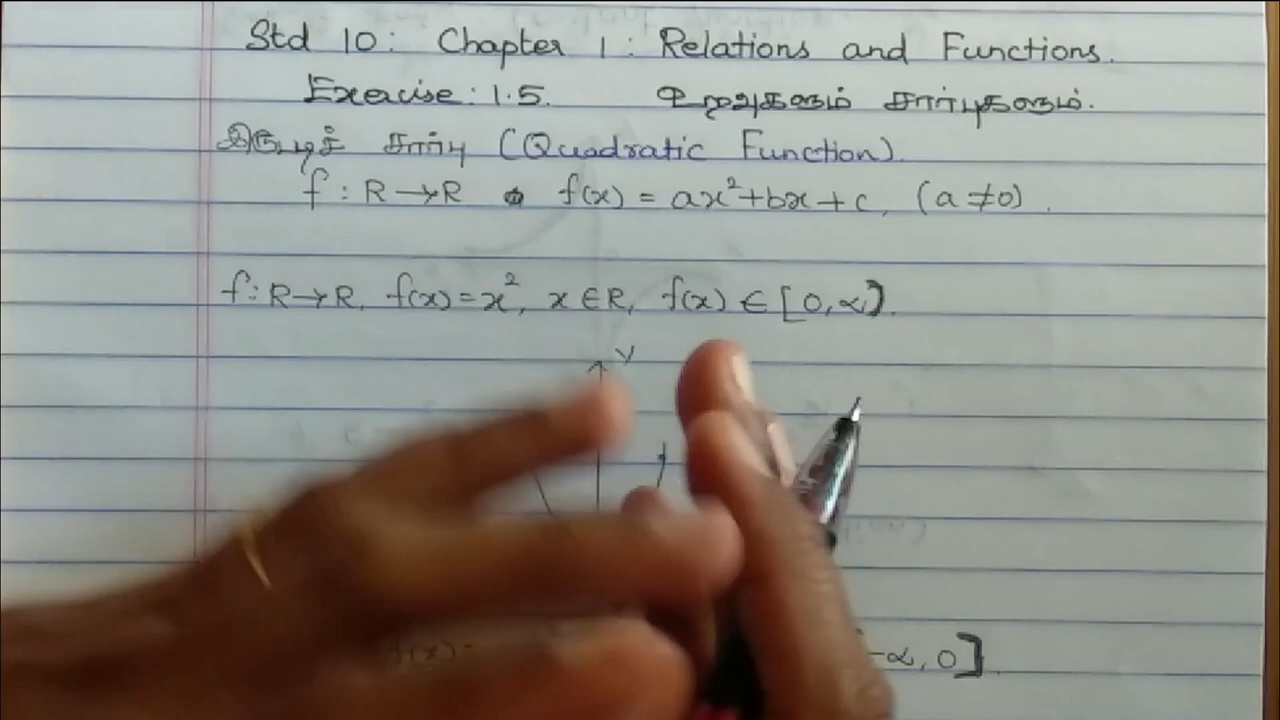 Std 10: Chapter 1: Relations and Functions.
Exercise: 1.5. உறவுகளும் சார்புகளும்.
இருபடிச் சார்பு (Quadratic Function).
f : R→R f(x) = ax²+bx+c, (a ≠0).
f: R→R, f(x)=x², x∈R, f(x) ∈ [0,∝).
Y
f(x)= -∝, 0]